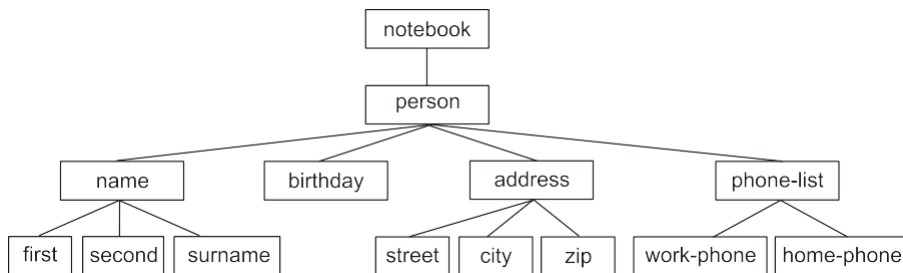 notebook
person
name
birthday
address
phone-list
first
second
surname
street
city
zip
work-phone
home-phone